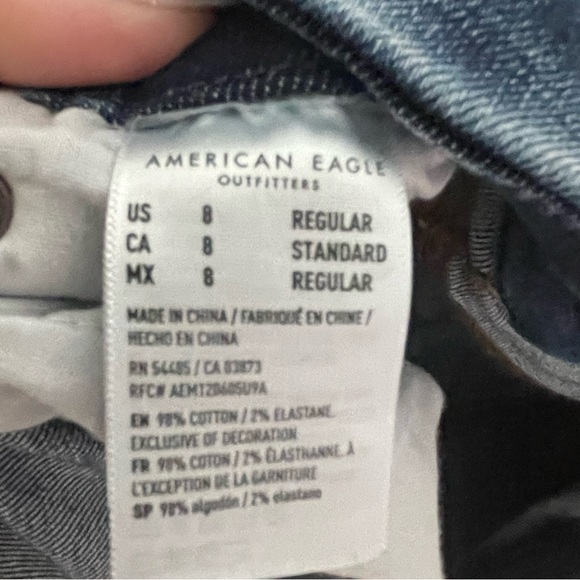 AMERICAN EAGLE
OUTFITTERS
US 8 REGULAR
CA 8 STANDARD
MX 8 REGULAR
MADE IN CHINA / FABRIQUÉ EN CHINE /
HECHO EN CHINA
RN 54485 / CA 03873
RFC# AEM120605U9A
EN 98% COTTON / 2% ELASTANE.
EXCLUSIVE OF DECORATION
FR 98% COTON / 2% ÉLASTHANNE. À
L'EXCEPTION DE LA GARNITURE
SP 98% algodón / 2% elastano